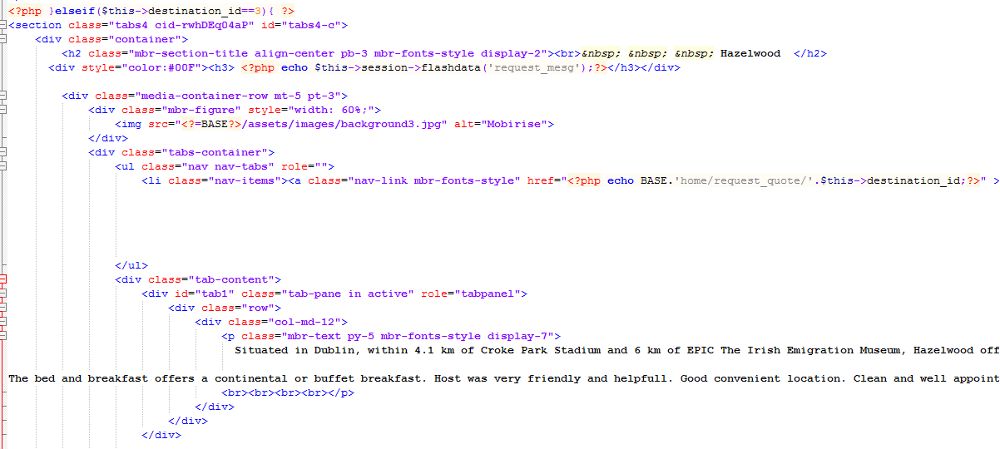 <?php }elseif($this->destination_id==3){ ?>
<section class="tabs4 cid-rwhDEq04aP" id="tabs4-c">
<div class="container">
<h2 class="mbr-section-title align-center pb-3 mbr-fonts-style display-2"><br>&nbsp; &nbsp; &nbsp; Hazelwood  </h2>
<div style="color:#00F"><h3> <?php echo $this->session->flashdata('request_mesg');?></h3></div>
<div class="media-container-row mt-5 pt-3">
<div class="mbr-figure" style="width: 60%;">
<img src="<?=BASE?>/assets/images/background3.jpg" alt="Mobirise">
</div>
<div class="tabs-container">
<ul class="nav nav-tabs" role="">
<li class="nav-items"><a class="nav-link mbr-fonts-style" href="<?php echo BASE.'home/request_quote/'.$this->destination_id;?>" >
</ul>
<div class="tab-content">
<div id="tab1" class="tab-pane in active" role="tabpanel">
<div class="row">
<div class="col-md-12">
<p class="mbr-text py-5 mbr-fonts-style display-7">
Situated in Dublin, within 4.1 km of Croke Park Stadium and 6 km of EPIC The Irish Emigration Museum, Hazelwood off
The bed and breakfast offers a continental or buffet breakfast. Host was very friendly and helpfull. Good convenient location. Clean and well appoint
<br><br><br><br></p>
</div>
</div>
</div>